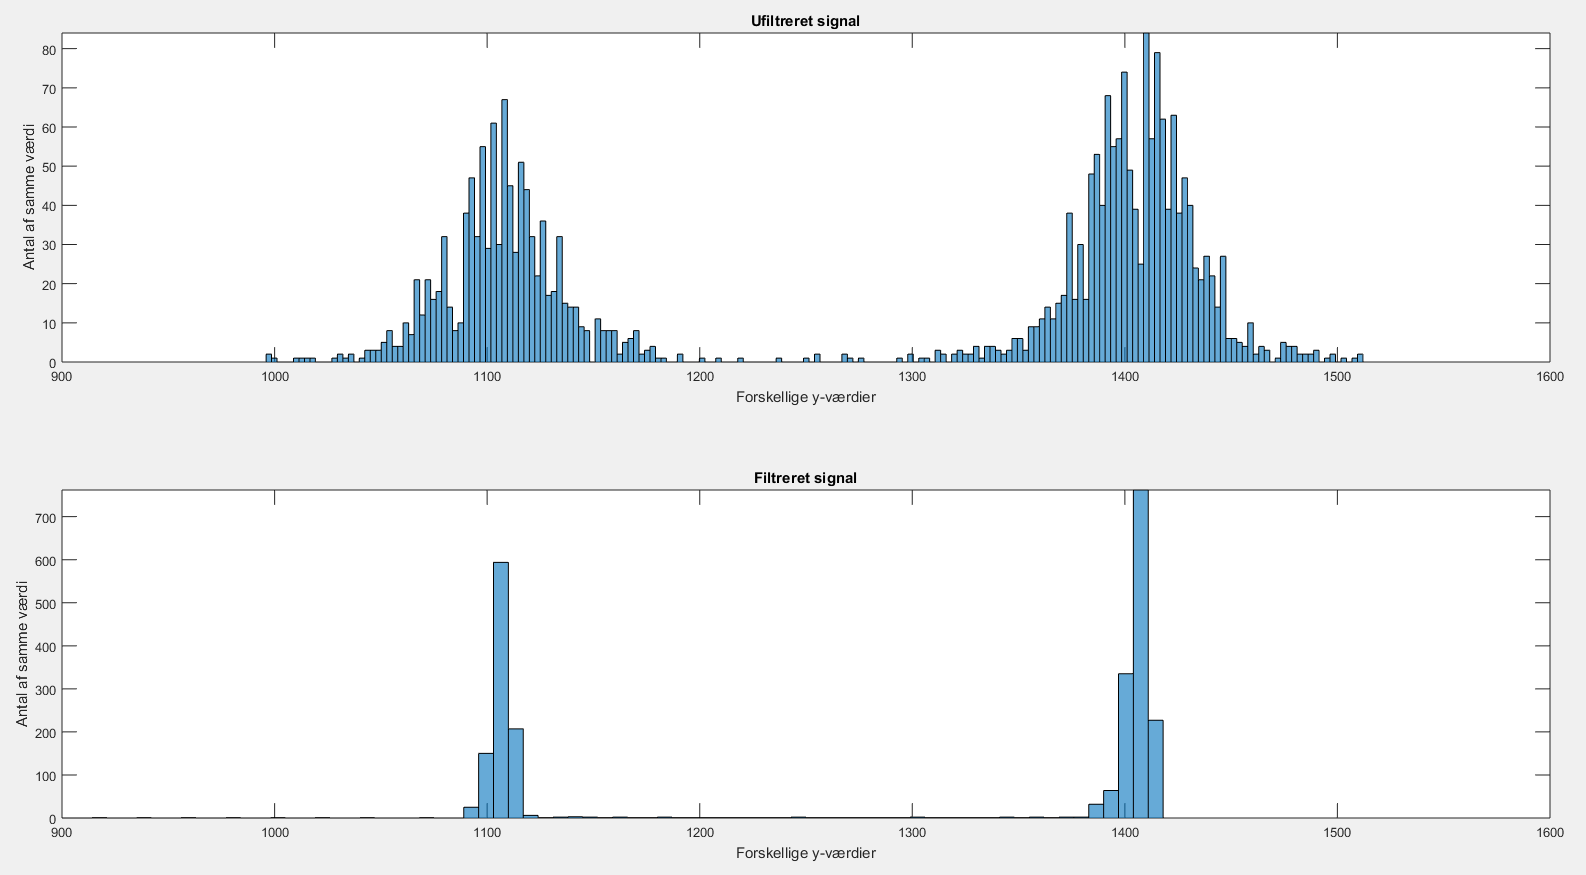 Ufiltreret signal
80
70
60
50
40
30
20
10
0
Antal af samme værdi
900 1000 1100 1200 1300 1400 1500 1600
Forskellige y-værdier
Filtreret signal
700
600
500
400
300
200
100
0
Antal af samme værdi
900 1000 1100 1200 1300 1400 1500 1600
Forskellige y-værdier